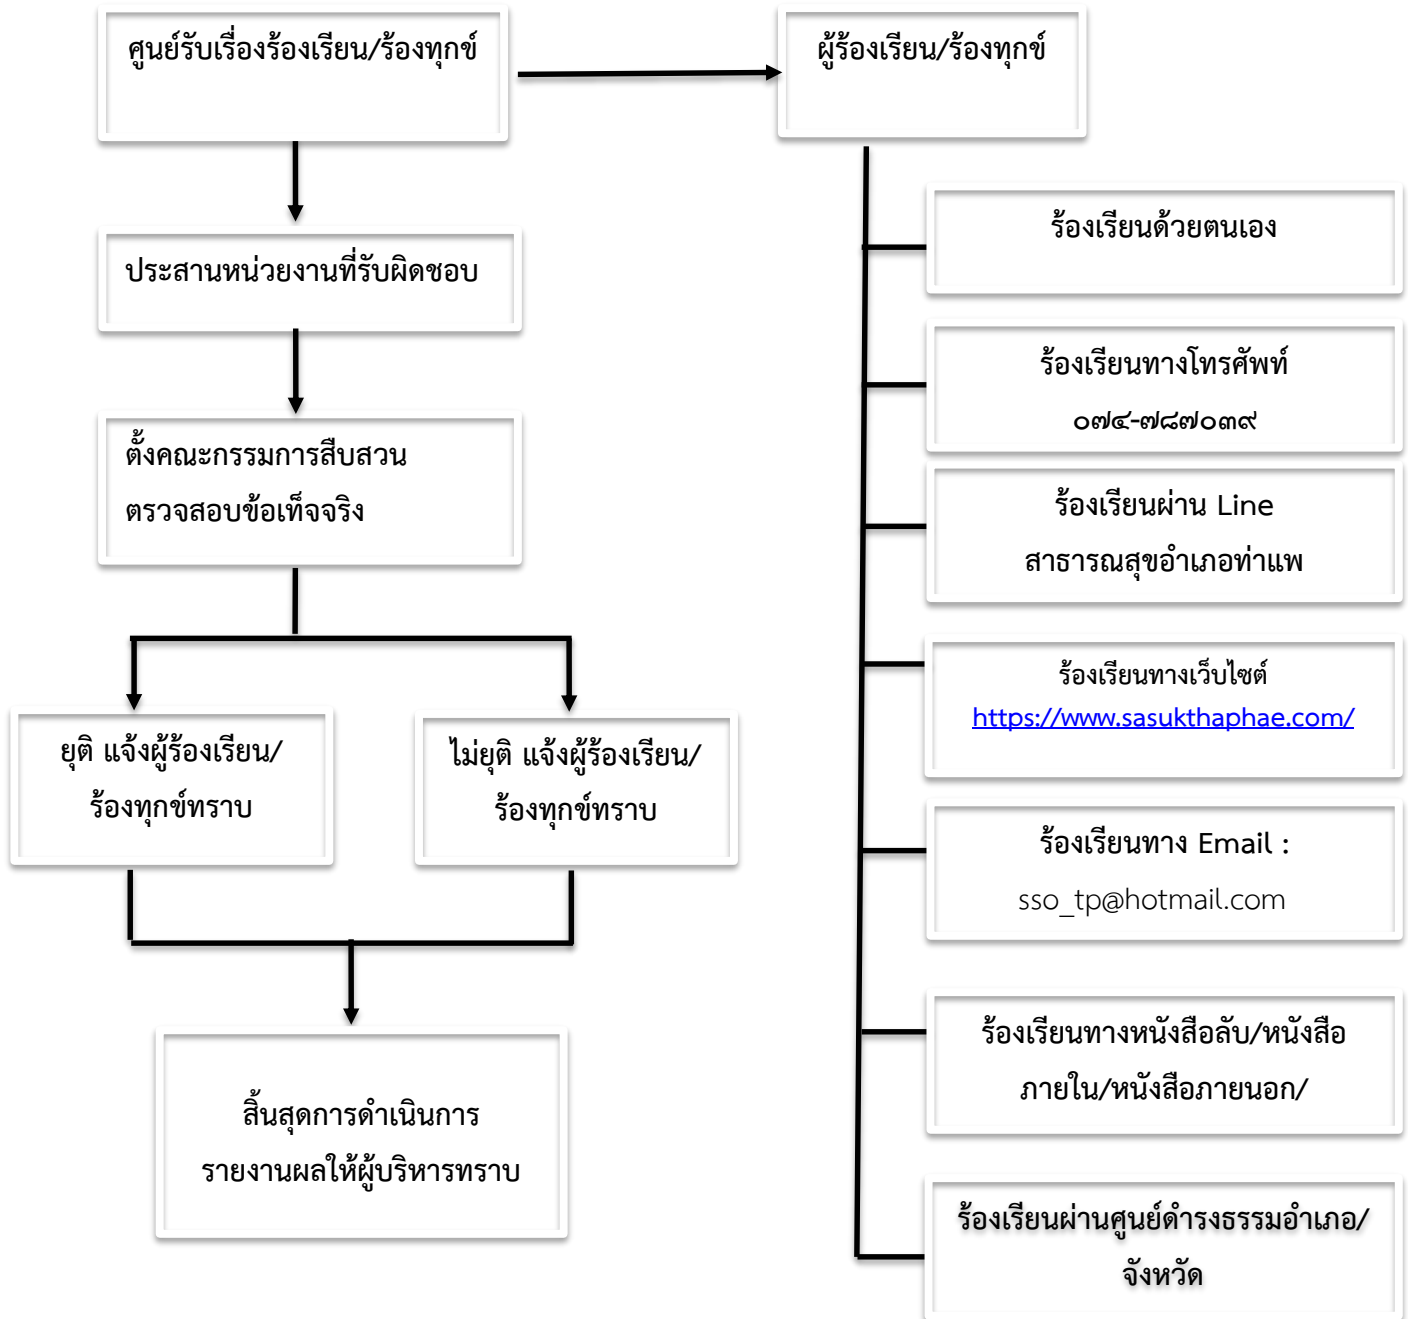 ศูนย์รับเรื่องร้องเรียน/ร้องทุกข์
ผู้ร้องเรียน/ร้องทุกข์
ประสานหน่วยงานที่รับผิดชอบ
ตั้งคณะกรรมการสืบสวน
ตรวจสอบข้อเท็จจริง
ยุติ แจ้งผู้ร้องเรียน/
ร้องทุกข์ทราบ
ไม่ยุติ แจ้งผู้ร้องเรียน/
ร้องทุกข์ทราบ
สิ้นสุดการดำเนินการ
รายงานผลให้ผู้บริหารทราบ
ร้องเรียนด้วยตนเอง
ร้องเรียนทางโทรศัพท์
๐๗๔-๗๘๗๐๓๙
ร้องเรียนผ่าน Line
สาธารณสุขอำเภอท่าแพ
ร้องเรียนทางเว็บไซต์
https://www.sasukthaphae.com/
ร้องเรียนทาง Email :
sso_tp@hotmail.com
ร้องเรียนทางหนังสือลับ/หนังสือ
ภายใน/หนังสือภายนอก/
ร้องเรียนผ่านศูนย์ดำรงธรรมอำเภอ/
จังหวัด